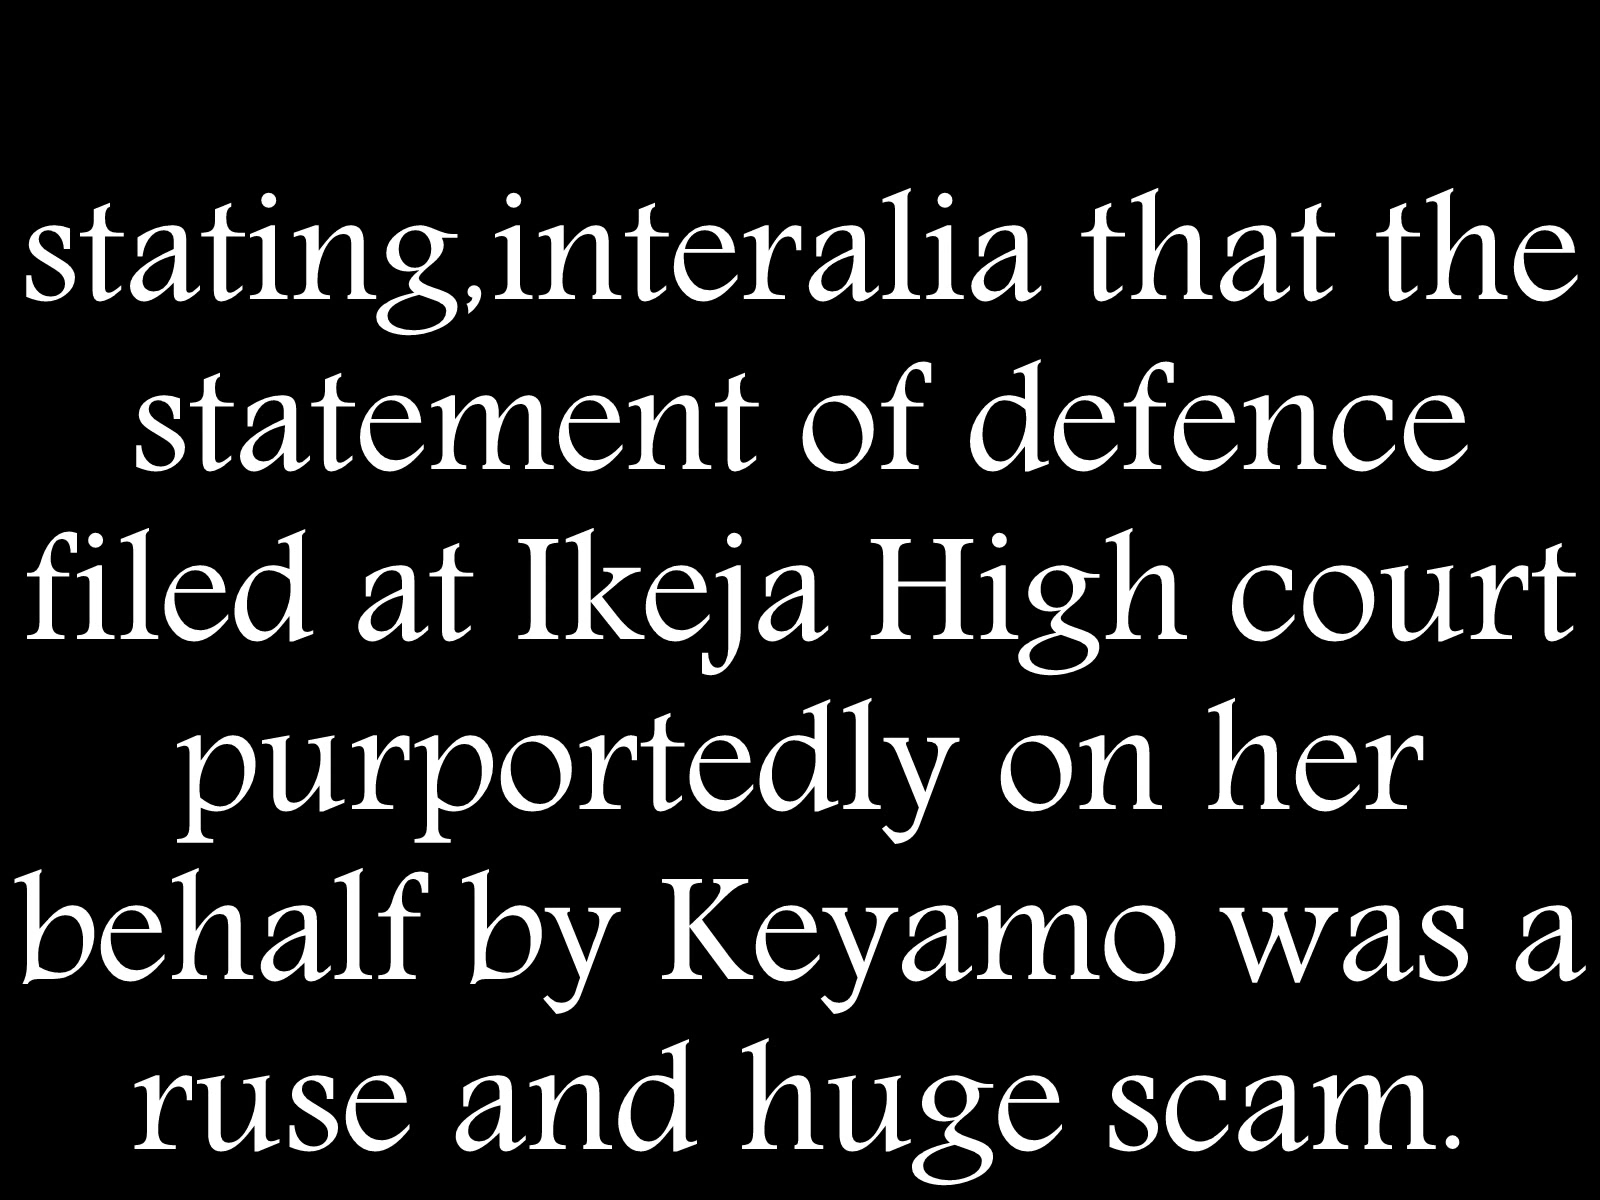 stating,interalia that the
statement of defence
filed at Ikeja High court
purportedly on her
behalf by Keyamo was a
ruse and huge scam.